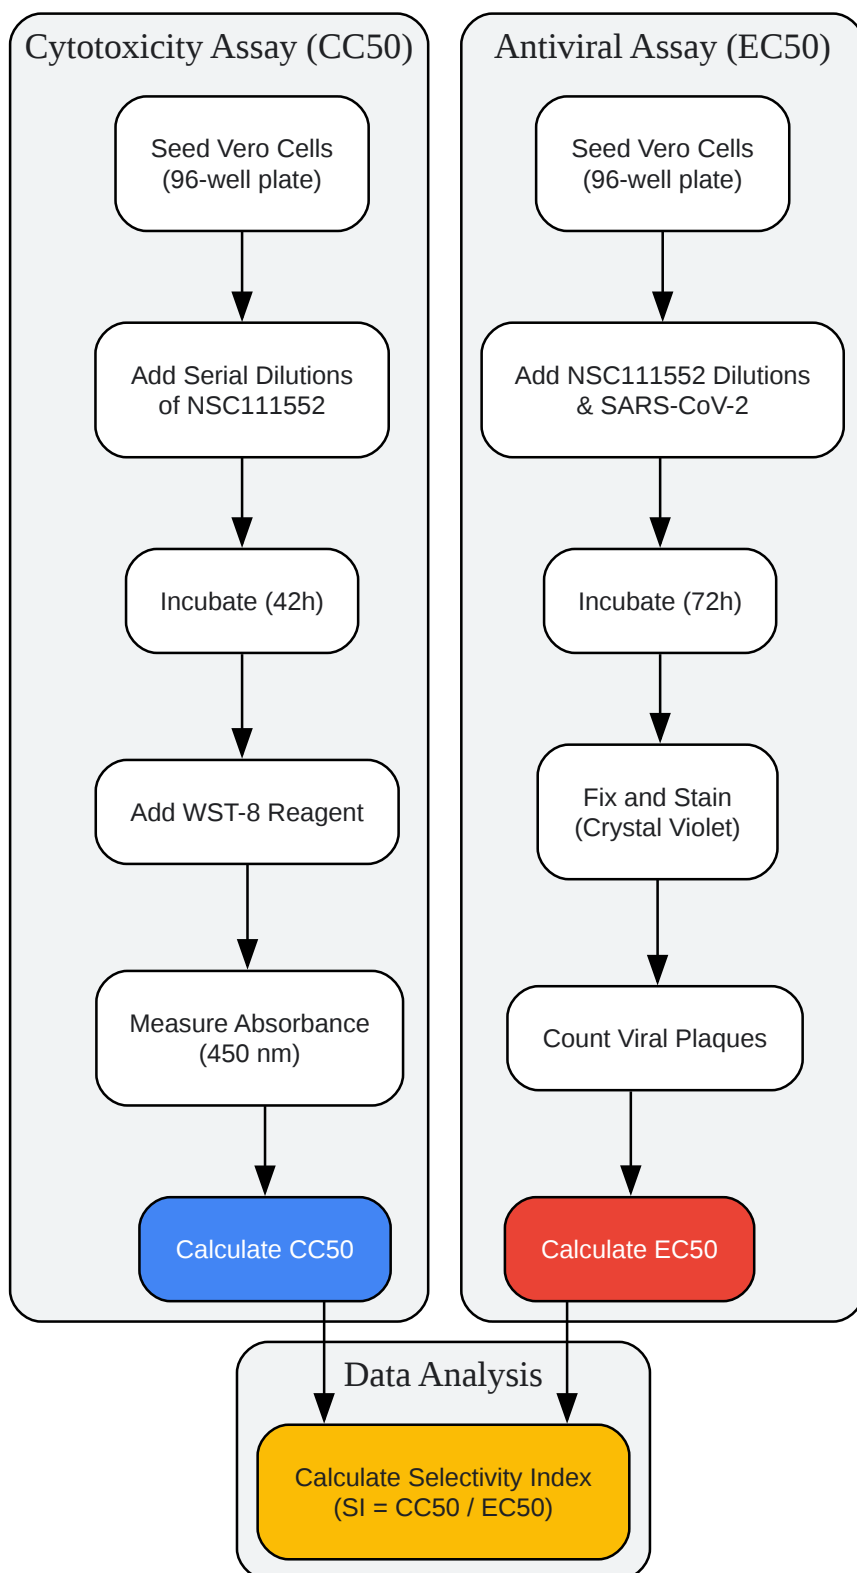 Cytotoxicity Assay (CC50)
Seed Vero Cells
(96-well plate)
Add Serial Dilutions
of NSC111552
Incubate (42h)
Add WST-8 Reagent
Measure Absorbance
(450 nm)
Calculate CC50
Antiviral Assay (EC50)
Seed Vero Cells
(96-well plate)
Add NSC111552 Dilutions
& SARS-CoV-2
Incubate (72h)
Fix and Stain
(Crystal Violet)
Count Viral Plaques
Calculate EC50
Data Analysis
Calculate Selectivity Index
(SI = CC50 / EC50)